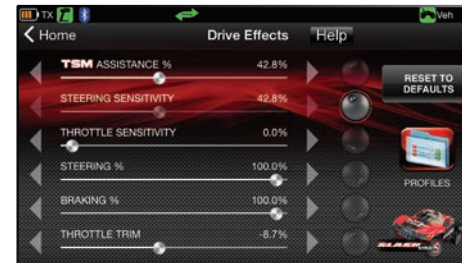 TX Veh
Home Drive Effects Help
TSM ASSISTANCE % 42.8%
STEERING SENSITIVITY 42.8%
THROTTLE SENSITIVITY 0.0%
STEERING % 100.0%
BRAKING % 100.0%
THROTTLE TRIM -8.7%
RESET TO
DEFAULTS
PROFILES
SLASH